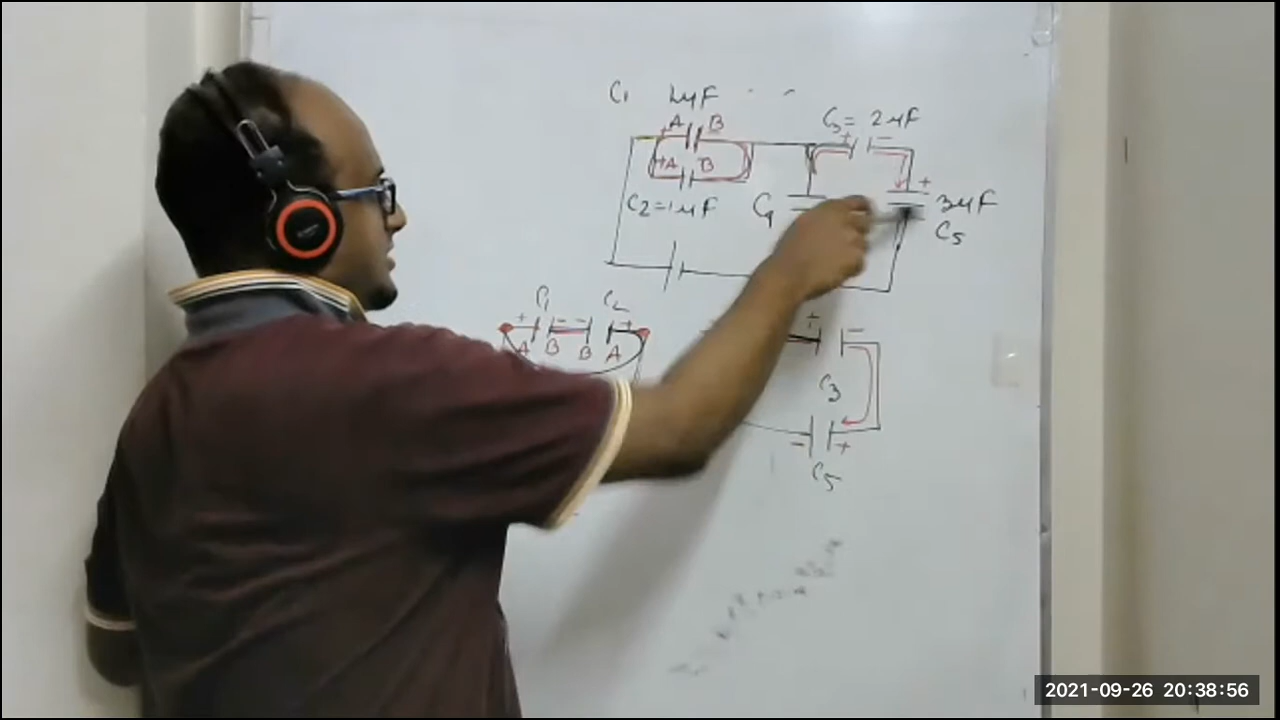 C1 2μF
A B
C3 = 2μF
+
+ -
+A B
+
C2 = 1μF
C4
3μF
C5
C1 C2
+ - - +
A B B A
+ -
C3
- +
C5
2021-09-26 20:38:56